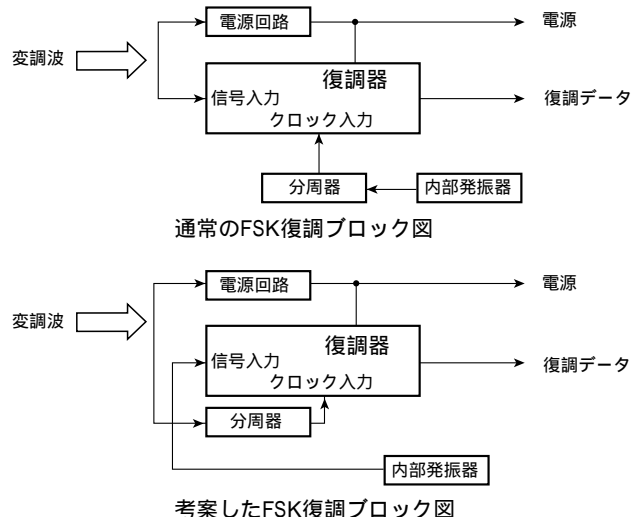 電源回路
電源
変調波
復調器
信号入力
復調データ
クロック入力
分周器
内部発振器
通常のFSK復調ブロック図
電源回路
電源
変調波
復調器
信号入力
復調データ
クロック入力
分周器
内部発振器
考案したFSK復調ブロック図